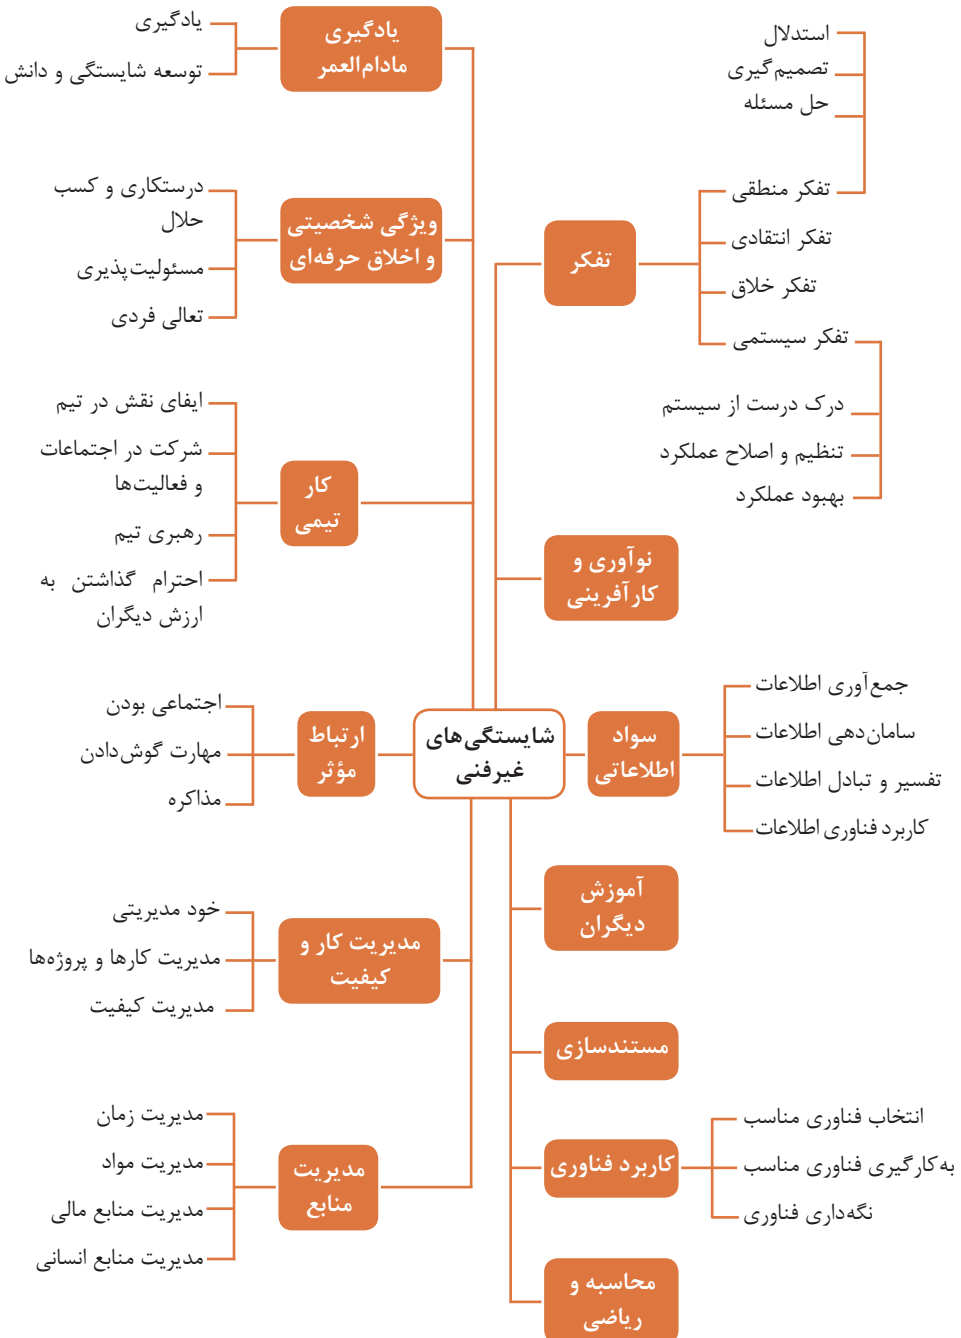 استدلال
تصمیم‌گیری
حل مسئله
تفکر منطقی
تفکر انتقادی
تفکر خلاق
تفکر سیستمی
تفکر
درک درست از سیستم
تنظیم و اصلاح عملکرد
بهبود عملکرد
نوآوری و
کارآفرینی
جمع‌آوری اطلاعات
سامان‌دهی اطلاعات
تفسیر و تبادل اطلاعات
کاربرد فناوری اطلاعات
سواد
اطلاعاتی
شایستگی‌های
غیرفنی
آموزش
دیگران
مستندسازی
کاربرد فناوری
انتخاب فناوری مناسب
به‌کارگیری فناوری مناسب
نگه‌داری فناوری
محاسبه و
ریاضی
یادگیری
مادام‌العمر
یادگیری
توسعه شایستگی و دانش
ویژگی شخصیتی
و اخلاق حرفه‌ای
درستکاری و کسب
حلال
مسئولیت‌پذیری
تعالی فردی
کار
تیمی
ایفای نقش در تیم
شرکت در اجتماعات
و فعالیت‌ها
رهبری تیم
احترام گذاشتن به
ارزش دیگران
ارتباط
مؤثر
اجتماعی بودن
مهارت گوش‌دادن
مذاکره
مدیریت کار و
کیفیت
خود مدیریتی
مدیریت کارها و پروژه‌ها
مدیریت کیفیت
مدیریت
منابع
مدیریت زمان
مدیریت مواد
مدیریت منابع مالی
مدیریت منابع انسانی